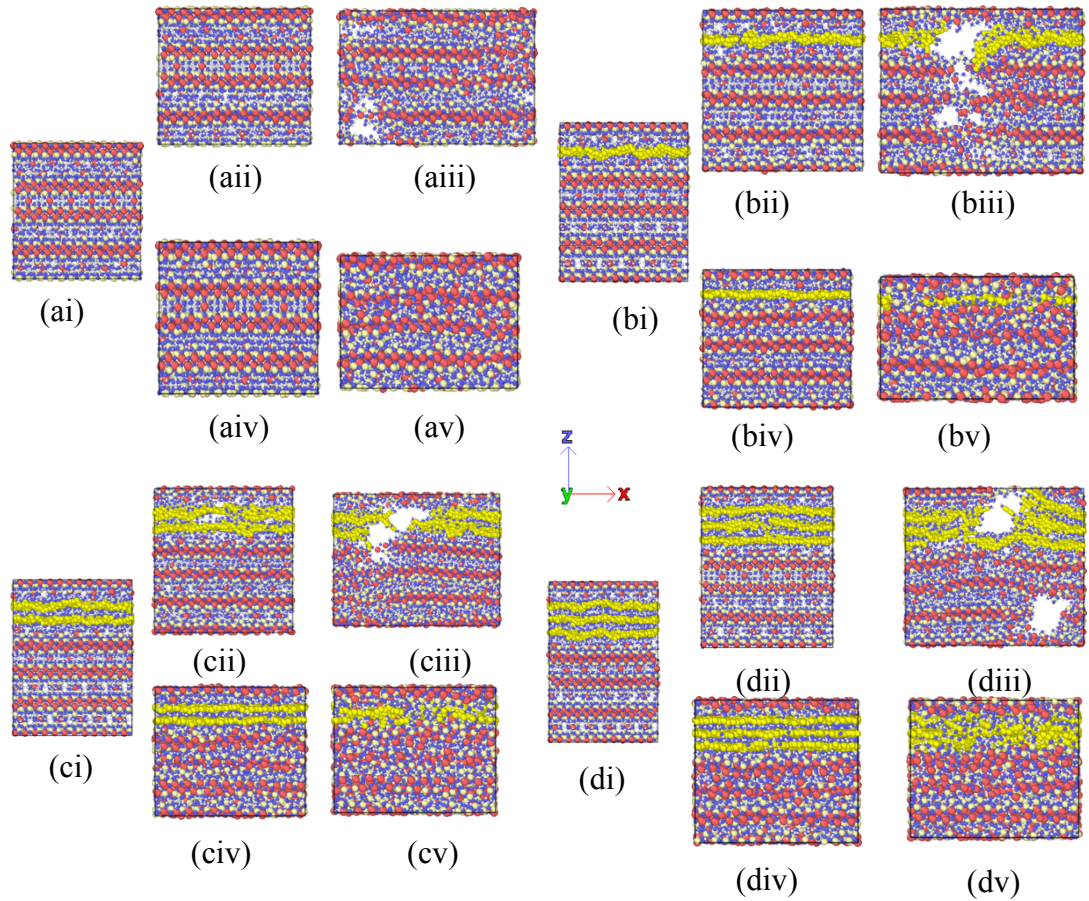 (aii)
(aiii)
(bii)
(biii)
(ai)
(bi)
(aiv)
(av)
(biv)
(bv)
z
y
x
(cii)
(ciii)
(dii)
(diii)
(ci)
(di)
(civ)
(cv)
(div)
(dv)